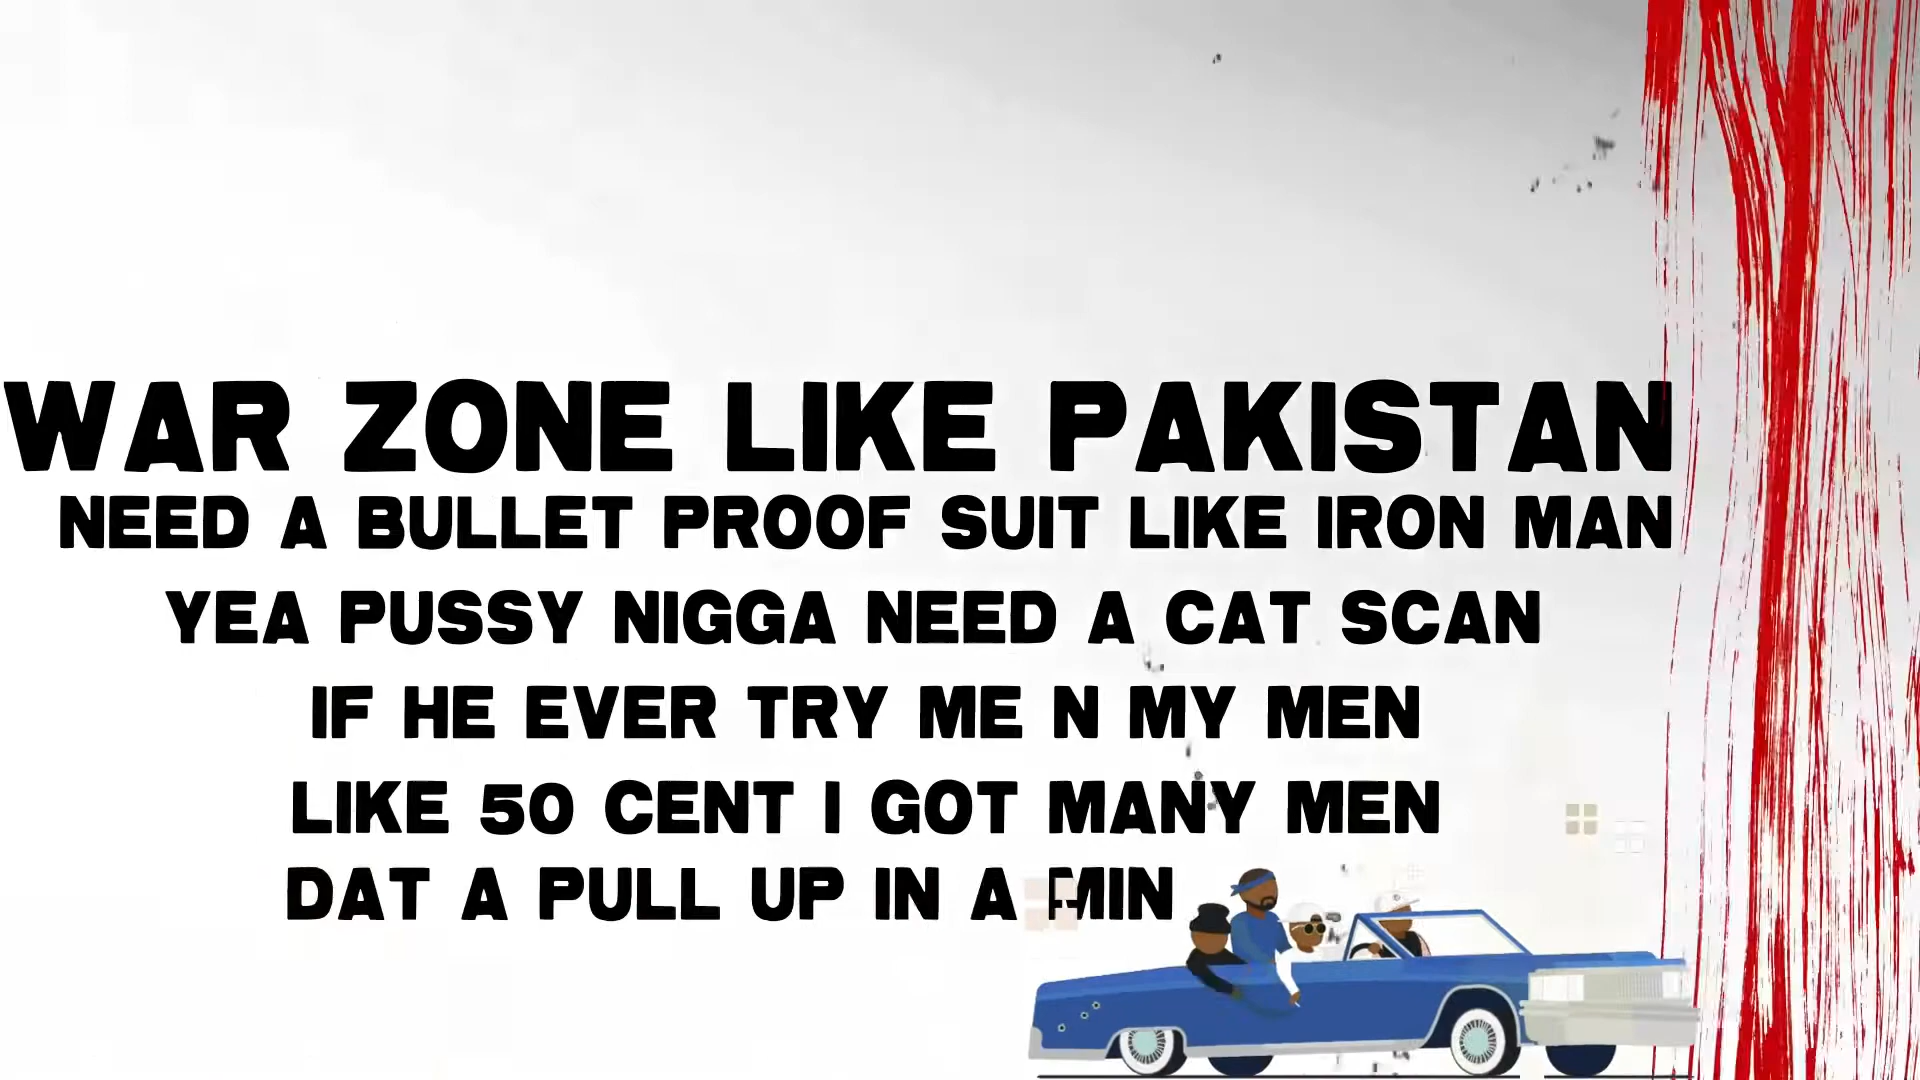 WAR ZONE LIKE PAKISTAN
NEED A BULLET PROOF SUIT LIKE IRON MAN
YEA PUSSY NIGGA NEED A CAT SCAN
IF HE EVER TRY ME N MY MEN
LIKE 50 CENT I GOT MANY MEN
DAT A PULL UP IN A MIN